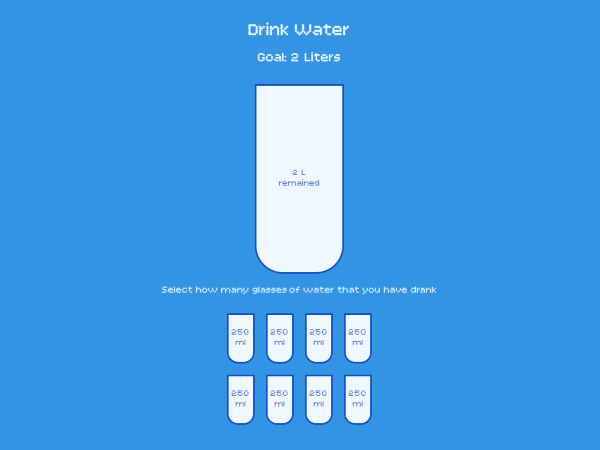 Drink Water
Goal: 2 Liters
2 L
remained
Select how many glasses of water that you have drank
250 250 250 250
ml ml ml ml
250 250 250 250
ml ml ml ml